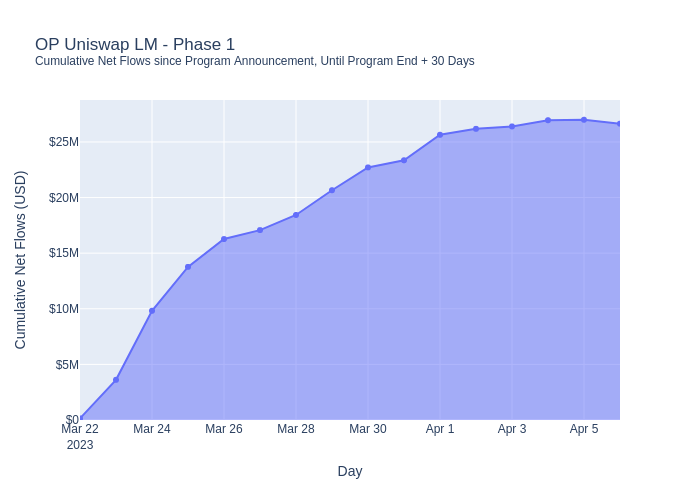 OP Uniswap LM - Phase 1
Cumulative Net Flows since Program Announcement, Until Program End + 30 Days
Cumulative Net Flows (USD)
$25M
$20M
$15M
$10M
$5M
$0
Mar 22 Mar 24 Mar 26 Mar 28 Mar 30 Apr 1 Apr 3 Apr 5
2023
Day